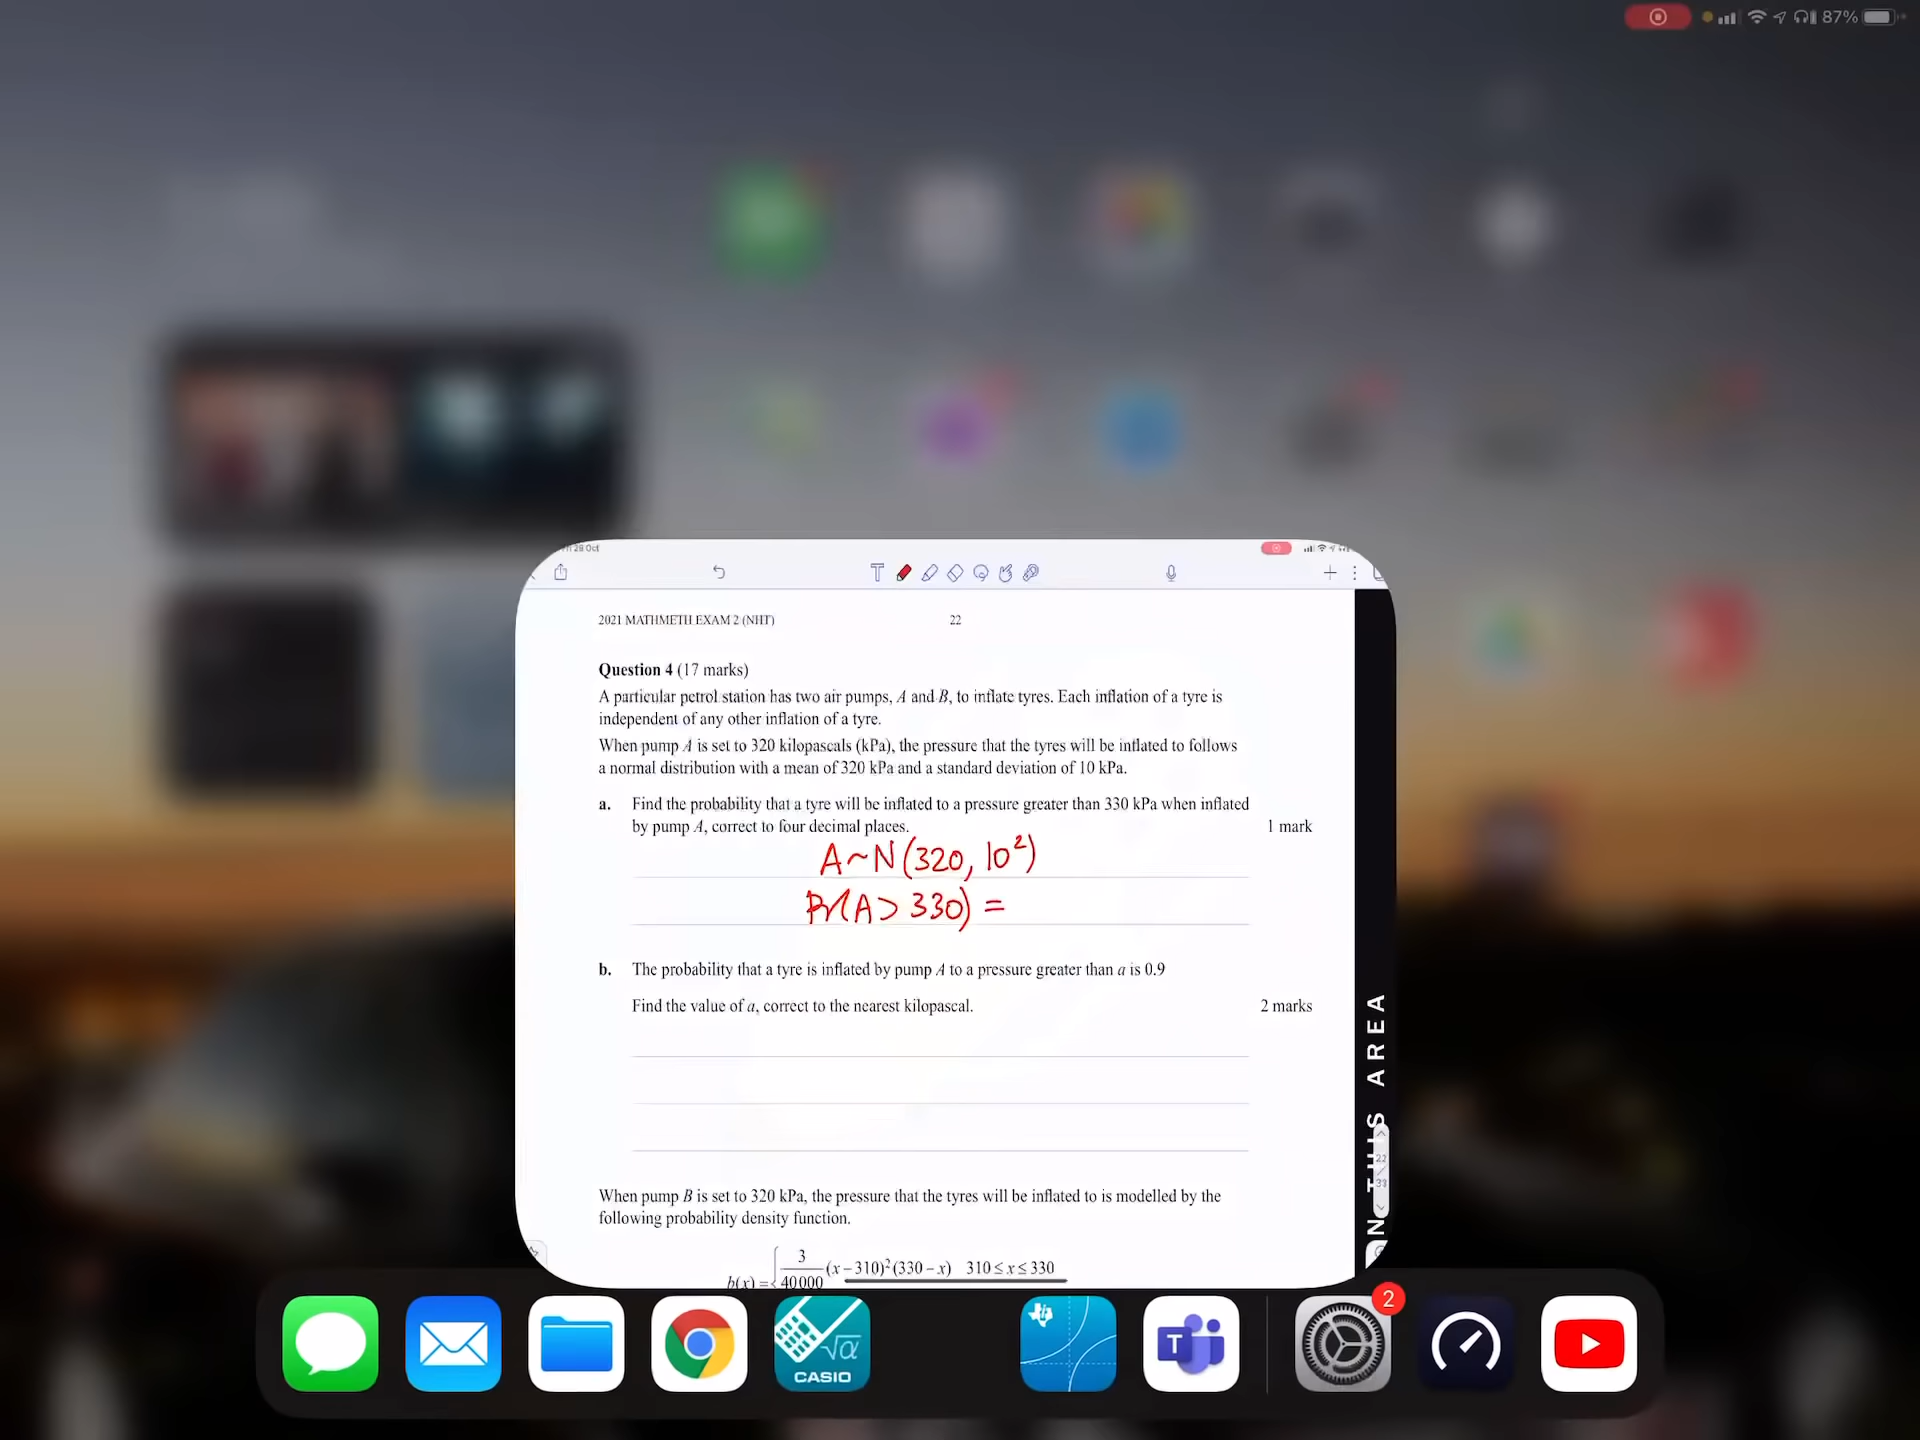 87%
28 Oct
T
2021 MATHMETH EXAM 2 (NHT) 22
Question 4 (17 marks)
A particular petrol station has two air pumps, A and B, to inflate tyres. Each inflation of a tyre is
independent of any other inflation of a tyre.
When pump A is set to 320 kilopascals (kPa), the pressure that the tyres will be inflated to follows
a normal distribution with a mean of 320 kPa and a standard deviation of 10 kPa.
a. Find the probability that a tyre will be inflated to a pressure greater than 330 kPa when inflated
by pump A, correct to four decimal places. 1 mark
A~N(320, 10²)
Pr(A > 330) =
b. The probability that a tyre is inflated by pump A to a pressure greater than a is 0.9
Find the value of a, correct to the nearest kilopascal. 2 marks
When pump B is set to 320 kPa, the pressure that the tyres will be inflated to is modelled by the
following probability density function.
b(x) = { 3/40000 (x – 310)² (330 – x) 310 ≤ x ≤ 330
N THIS AREA
√α
CASIO
T
2